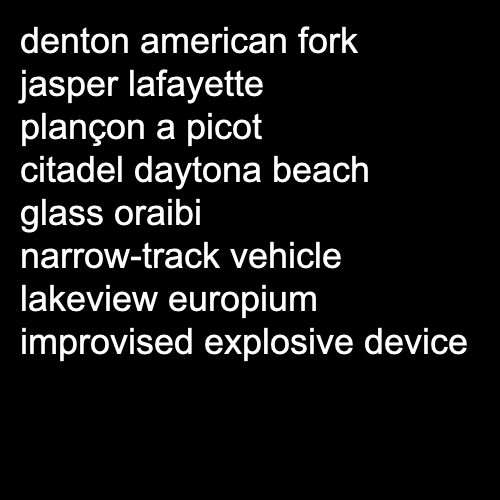 denton american fork
jasper lafayette
plançon a picot
citadel daytona beach
glass oraibi
narrow-track vehicle
lakeview europium
improvised explosive device